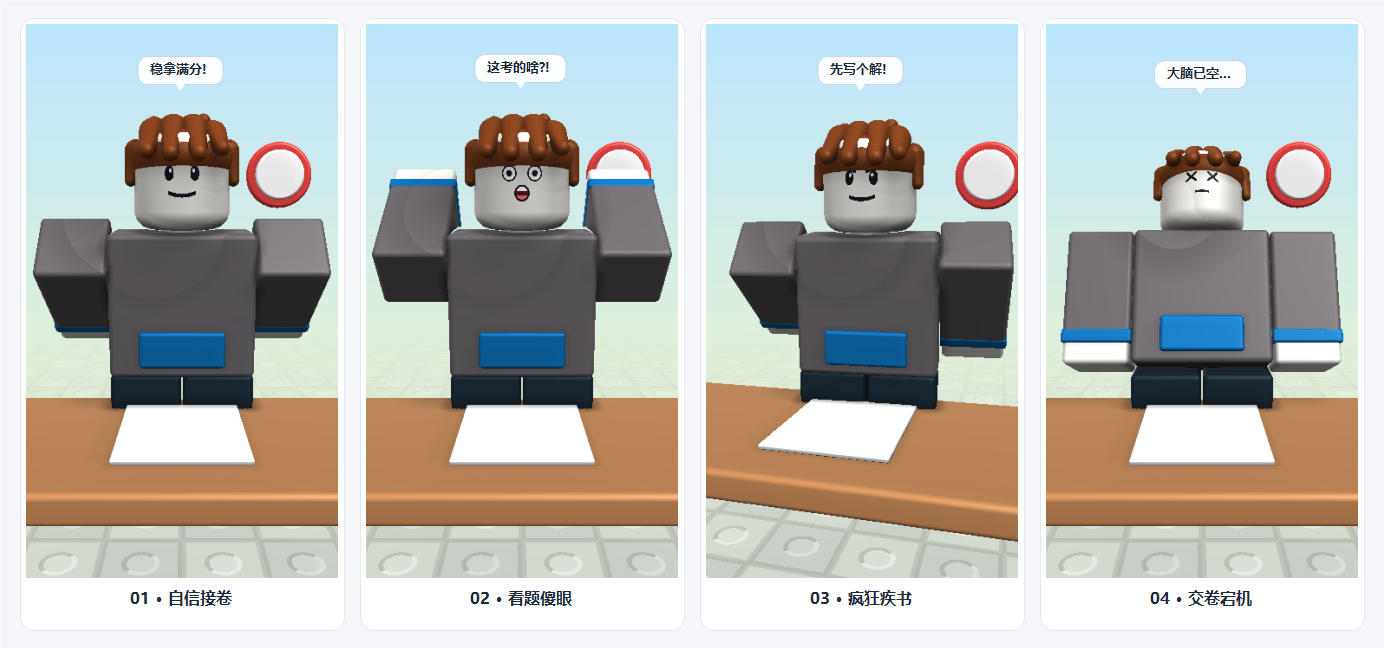 稳拿满分!
这考的啥?!
先写个解!
大脑已空...
01 • 自信接卷
02 • 看题傻眼
03 • 疯狂疾书
04 • 交卷宕机